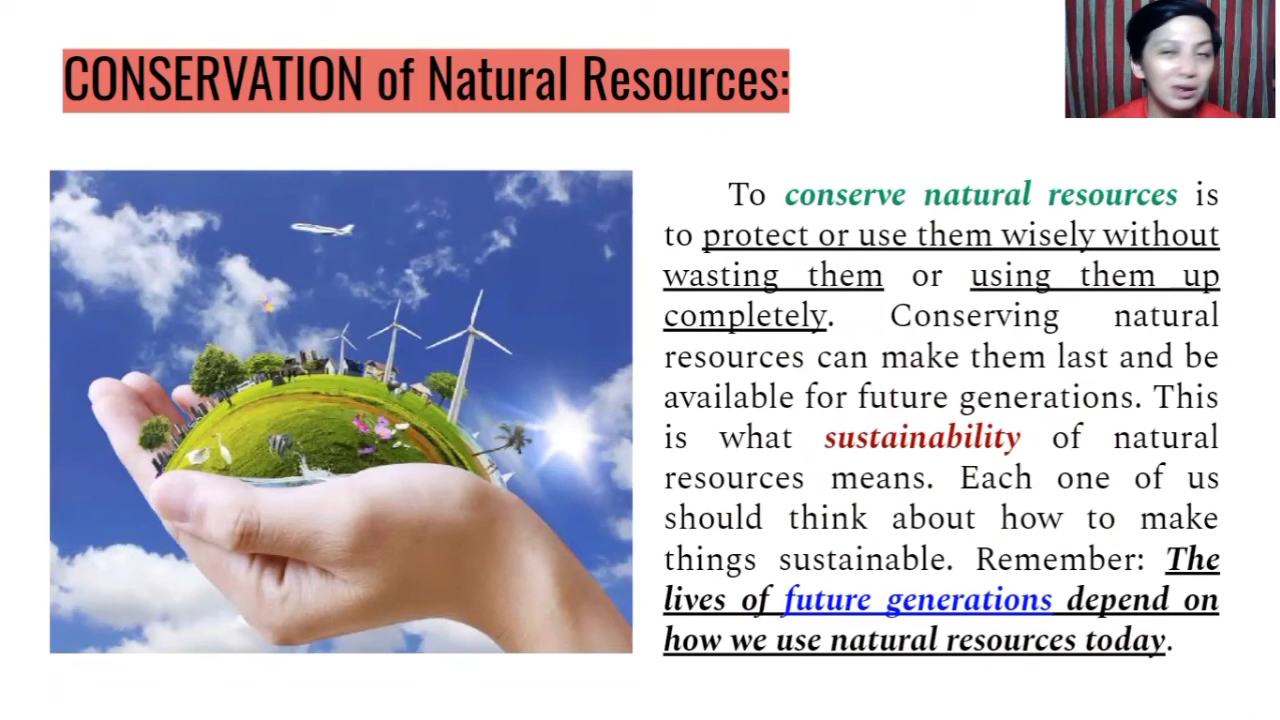 CONSERVATION of Natural Resources:
To conserve natural resources is
to protect or use them wisely without
wasting them or using them up
completely. Conserving natural
resources can make them last and be
available for future generations. This
is what sustainability of natural
resources means. Each one of us
should think about how to make
things sustainable. Remember: The
lives of future generations depend on
how we use natural resources today.